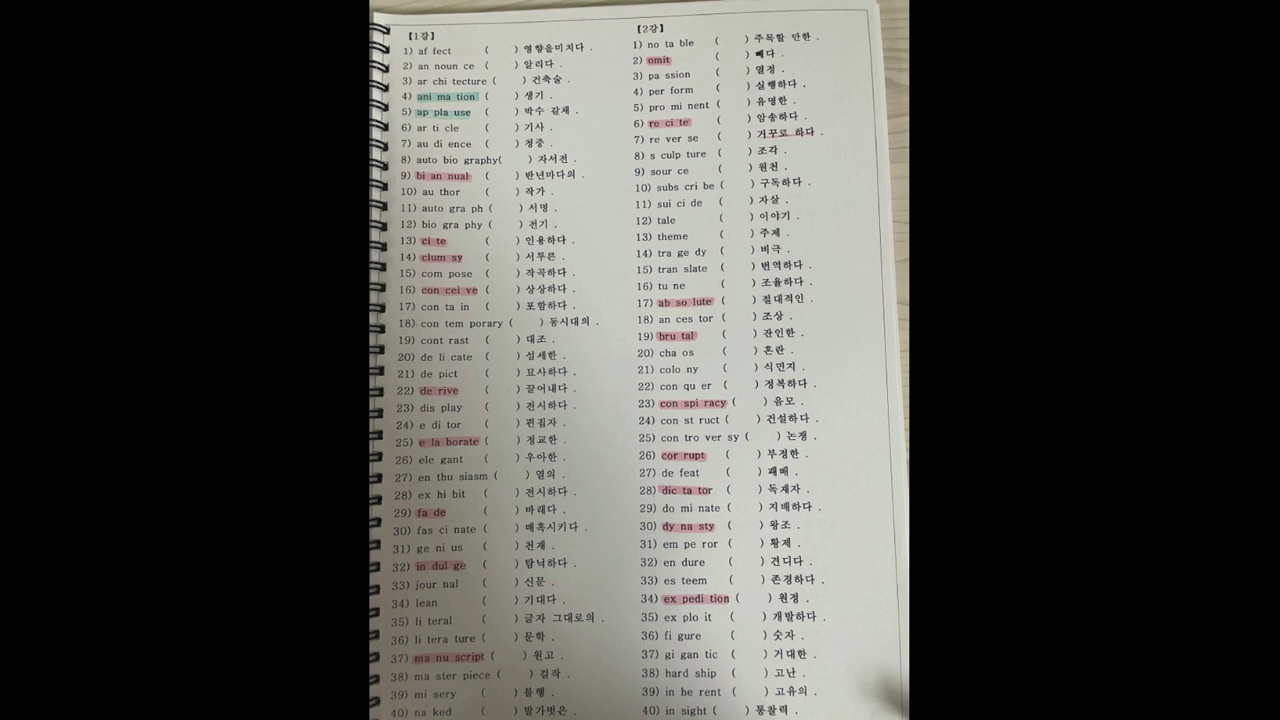 【1강】
1) af fect ( ) 영향을미치다 .
2) an noun ce ( ) 알리다 .
3) ar chi tecture ( ) 건축술 .
4) ani ma tion ( ) 생기 .
5) ap pla use ( ) 박수 갈채 .
6) ar ti cle ( ) 기사 .
7) au di ence ( ) 청중 .
8) auto bio graphy( ) 자서전 .
9) bi an nual ( ) 반년마다의 .
10) au thor ( ) 작가 .
11) auto gra ph ( ) 서명 .
12) bio gra phy ( ) 전기 .
13) ci te ( ) 인용하다 .
14) clum sy ( ) 서투른 .
15) com pose ( ) 작곡하다 .
16) con cei ve ( ) 상상하다 .
17) con ta in ( ) 포함하다 .
18) con tem porary ( ) 동시대의 .
19) cont rast ( ) 대조 .
20) de li cate ( ) 섬세한 .
21) de pict ( ) 묘사하다 .
22) de rive ( ) 끌어내다 .
23) dis play ( ) 전시하다 .
24) e di tor ( ) 편집자 .
25) e la borate ( ) 정교한 .
26) ele gant ( ) 우아한 .
27) en thu siasm ( ) 열의 .
28) ex hi bit ( ) 전시하다 .
29) fa de ( ) 바래다 .
30) fas ci nate ( ) 매혹시키다 .
31) ge ni us ( ) 천재 .
32) in dul ge ( ) 탐닉하다 .
33) jour nal ( ) 신문 .
34) lean ( ) 기대다 .
35) li teral ( ) 글자 그대로의 .
36) li tera ture ( ) 문학 .
37) ma nu script ( ) 원고 .
38) ma ster piece ( ) 걸작 .
39) mi sery ( ) 불행 .
40) na ked ( ) 발가벗은 .
【2강】
1) no ta ble ( ) 주목할 만한 .
2) omit ( ) 빼다 .
3) pa ssion ( ) 열정 .
4) per form ( ) 실행하다 .
5) pro mi nent ( ) 유명한 .
6) re ci te ( ) 암송하다 .
7) re ver se ( ) 거꾸로 하다 .
8) s culp ture ( ) 조각 .
9) sour ce ( ) 원천 .
10) subs cri be ( ) 구독하다 .
11) sui ci de ( ) 자살 .
12) tale ( ) 이야기 .
13) theme ( ) 주제 .
14) tra ge dy ( ) 비극 .
15) tran slate ( ) 번역하다 .
16) tu ne ( ) 조율하다 .
17) ab so lute ( ) 절대적인 .
18) an ces tor ( ) 조상 .
19) bru tal ( ) 잔인한 .
20) cha os ( ) 혼란 .
21) colo ny ( ) 식민지 .
22) con qu er ( ) 정복하다 .
23) con spi racy ( ) 음모 .
24) con st ruct ( ) 건설하다 .
25) con tro ver sy ( ) 논쟁 .
26) cor rupt ( ) 부정한 .
27) de feat ( ) 패배 .
28) dic ta tor ( ) 독재자 .
29) do mi nate ( ) 지배하다 .
30) dy na sty ( ) 왕조 .
31) em pe ror ( ) 황제 .
32) en dure ( ) 견디다 .
33) es teem ( ) 존경하다 .
34) ex pedi tion ( ) 원정 .
35) ex plo it ( ) 개발하다 .
36) fi gure ( ) 숫자 .
37) gi gan tic ( ) 거대한 .
38) hard ship ( ) 고난 .
39) in he rent ( ) 고유의 .
40) in sight ( ) 통찰력 .